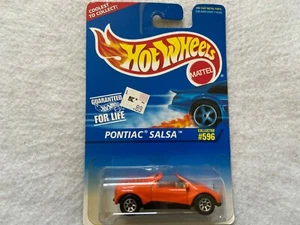 COOLEST
TO COLLECT!
Hot Wheels
MATTEL
GUARANTEED
FOR LIFE
PONTIAC® SALSA™
COLLECTOR
#596